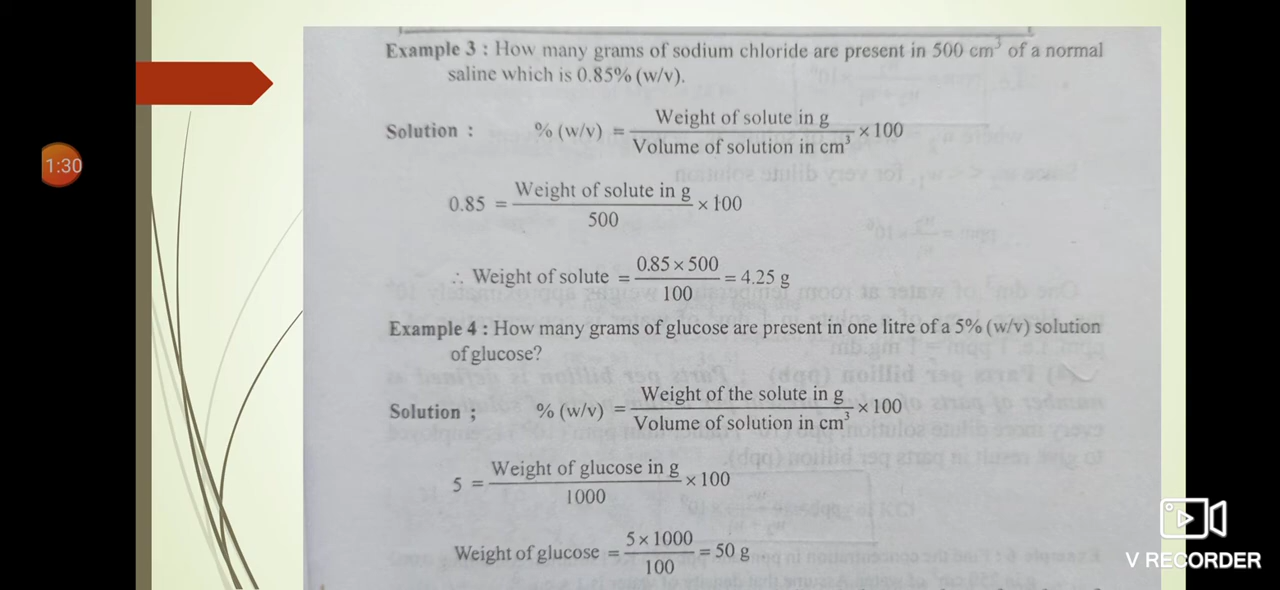 Example 3 : How many grams of sodium chloride are present in 500 cm³ of a normal
saline which is 0.85% (w/v).
Solution : % (w/v) = Weight of solute in g / Volume of solution in cm³ × 100
0.85 = Weight of solute in g / 500 × 100
∴ Weight of solute = 0.85 × 500 / 100 = 4.25 g
Example 4 : How many grams of glucose are present in one litre of a 5% (w/v) solution
of glucose?
Solution ; % (w/v) = Weight of the solute in g / Volume of solution in cm³ × 100
5 = Weight of glucose in g / 1000 × 100
Weight of glucose = 5 × 1000 / 100 = 50 g
1:30
V RECORDER